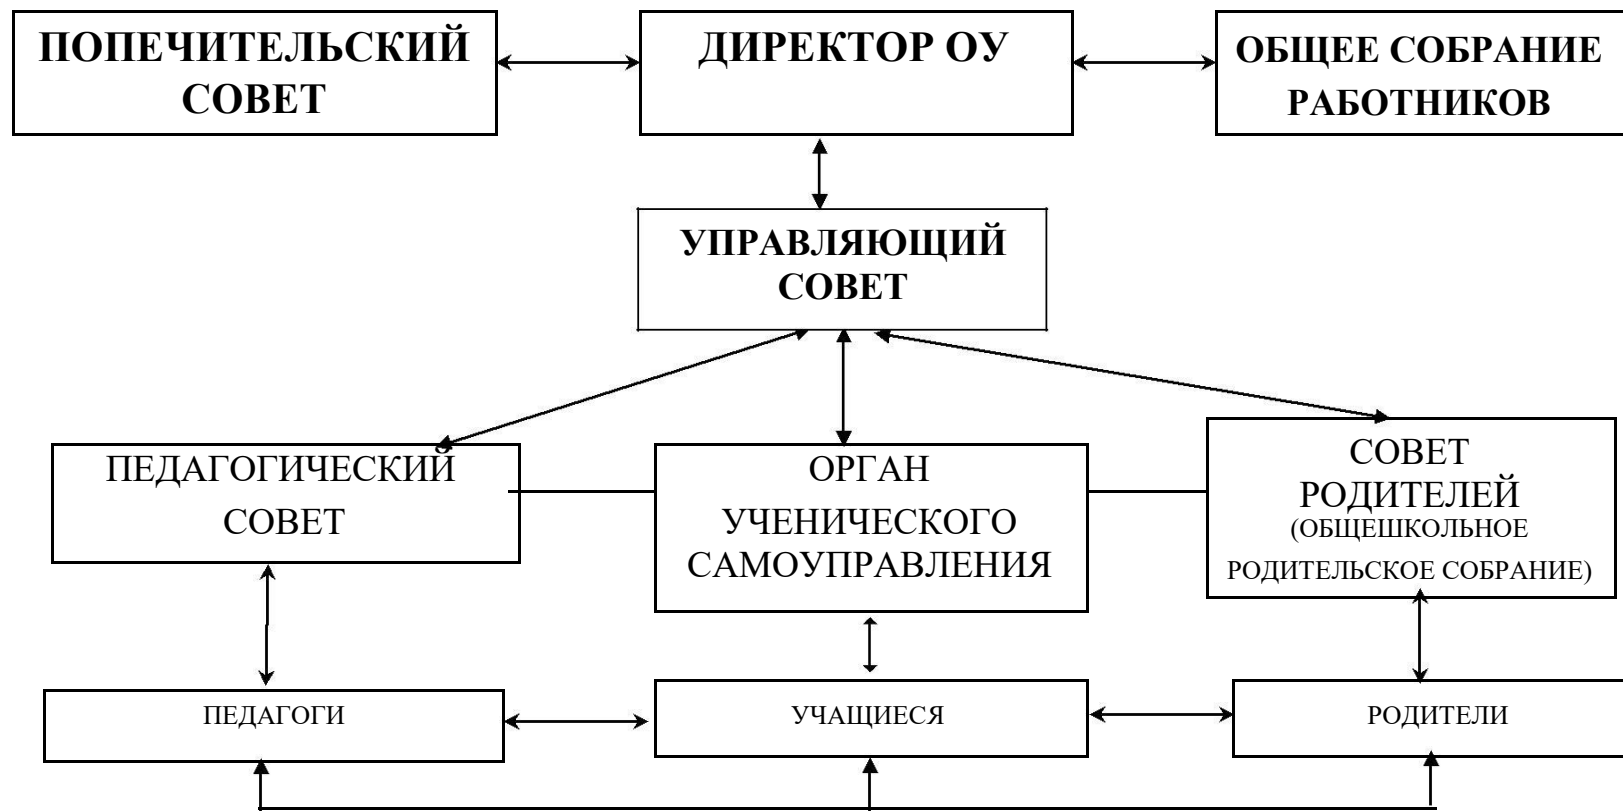 ПОПЕЧИТЕЛЬСКИЙ
СОВЕТ
ДИРЕКТОР ОУ
ОБЩЕЕ СОБРАНИЕ
РАБОТНИКОВ
УПРАВЛЯЮЩИЙ
СОВЕТ
ПЕДАГОГИЧЕСКИЙ
СОВЕТ
ОРГАН
УЧЕНИЧЕСКОГО
САМОУПРАВЛЕНИЯ
СОВЕТ
РОДИТЕЛЕЙ
(ОБЩЕШКОЛЬНОЕ
РОДИТЕЛЬСКОЕ СОБРАНИЕ)
ПЕДАГОГИ
УЧАЩИЕСЯ
РОДИТЕЛИ